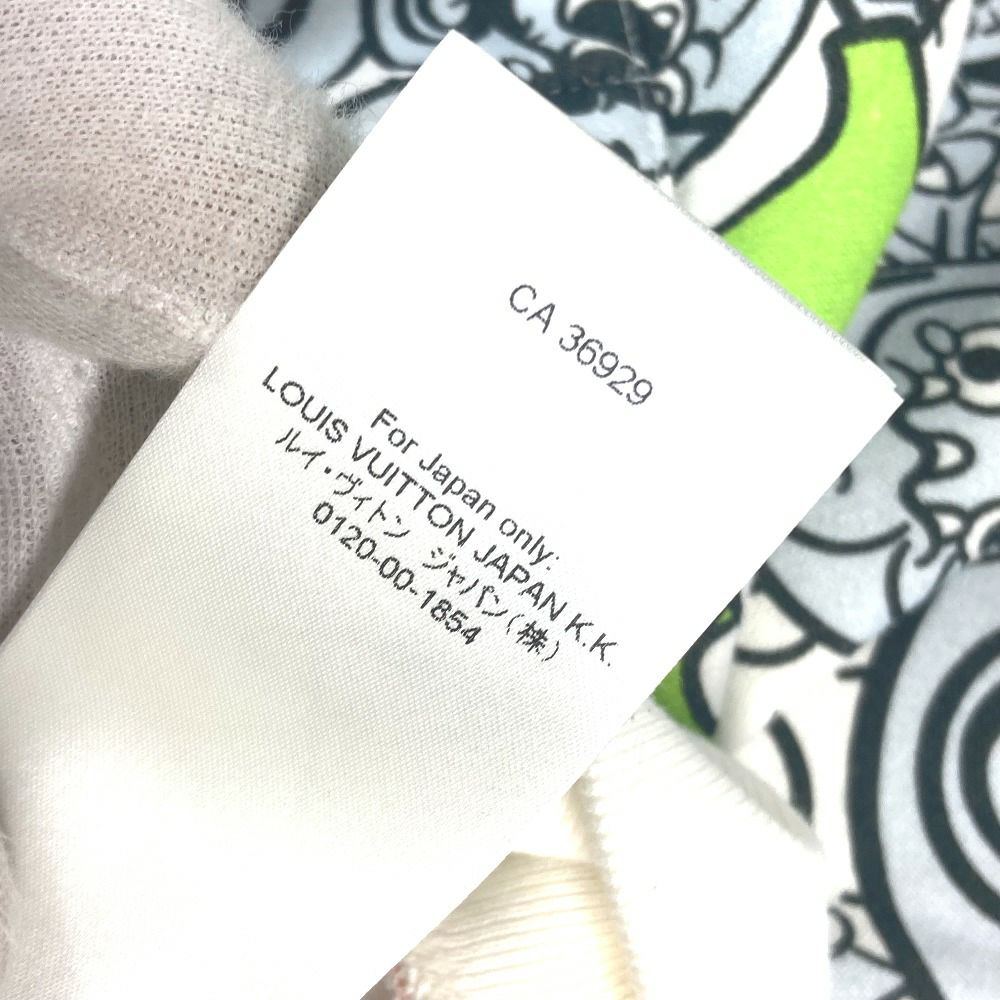 CA 36929
For Japan only:
LOUIS VUITTON JAPAN K.K.
ルイ・ヴィトン ジャパン(株)
0120-00-1854